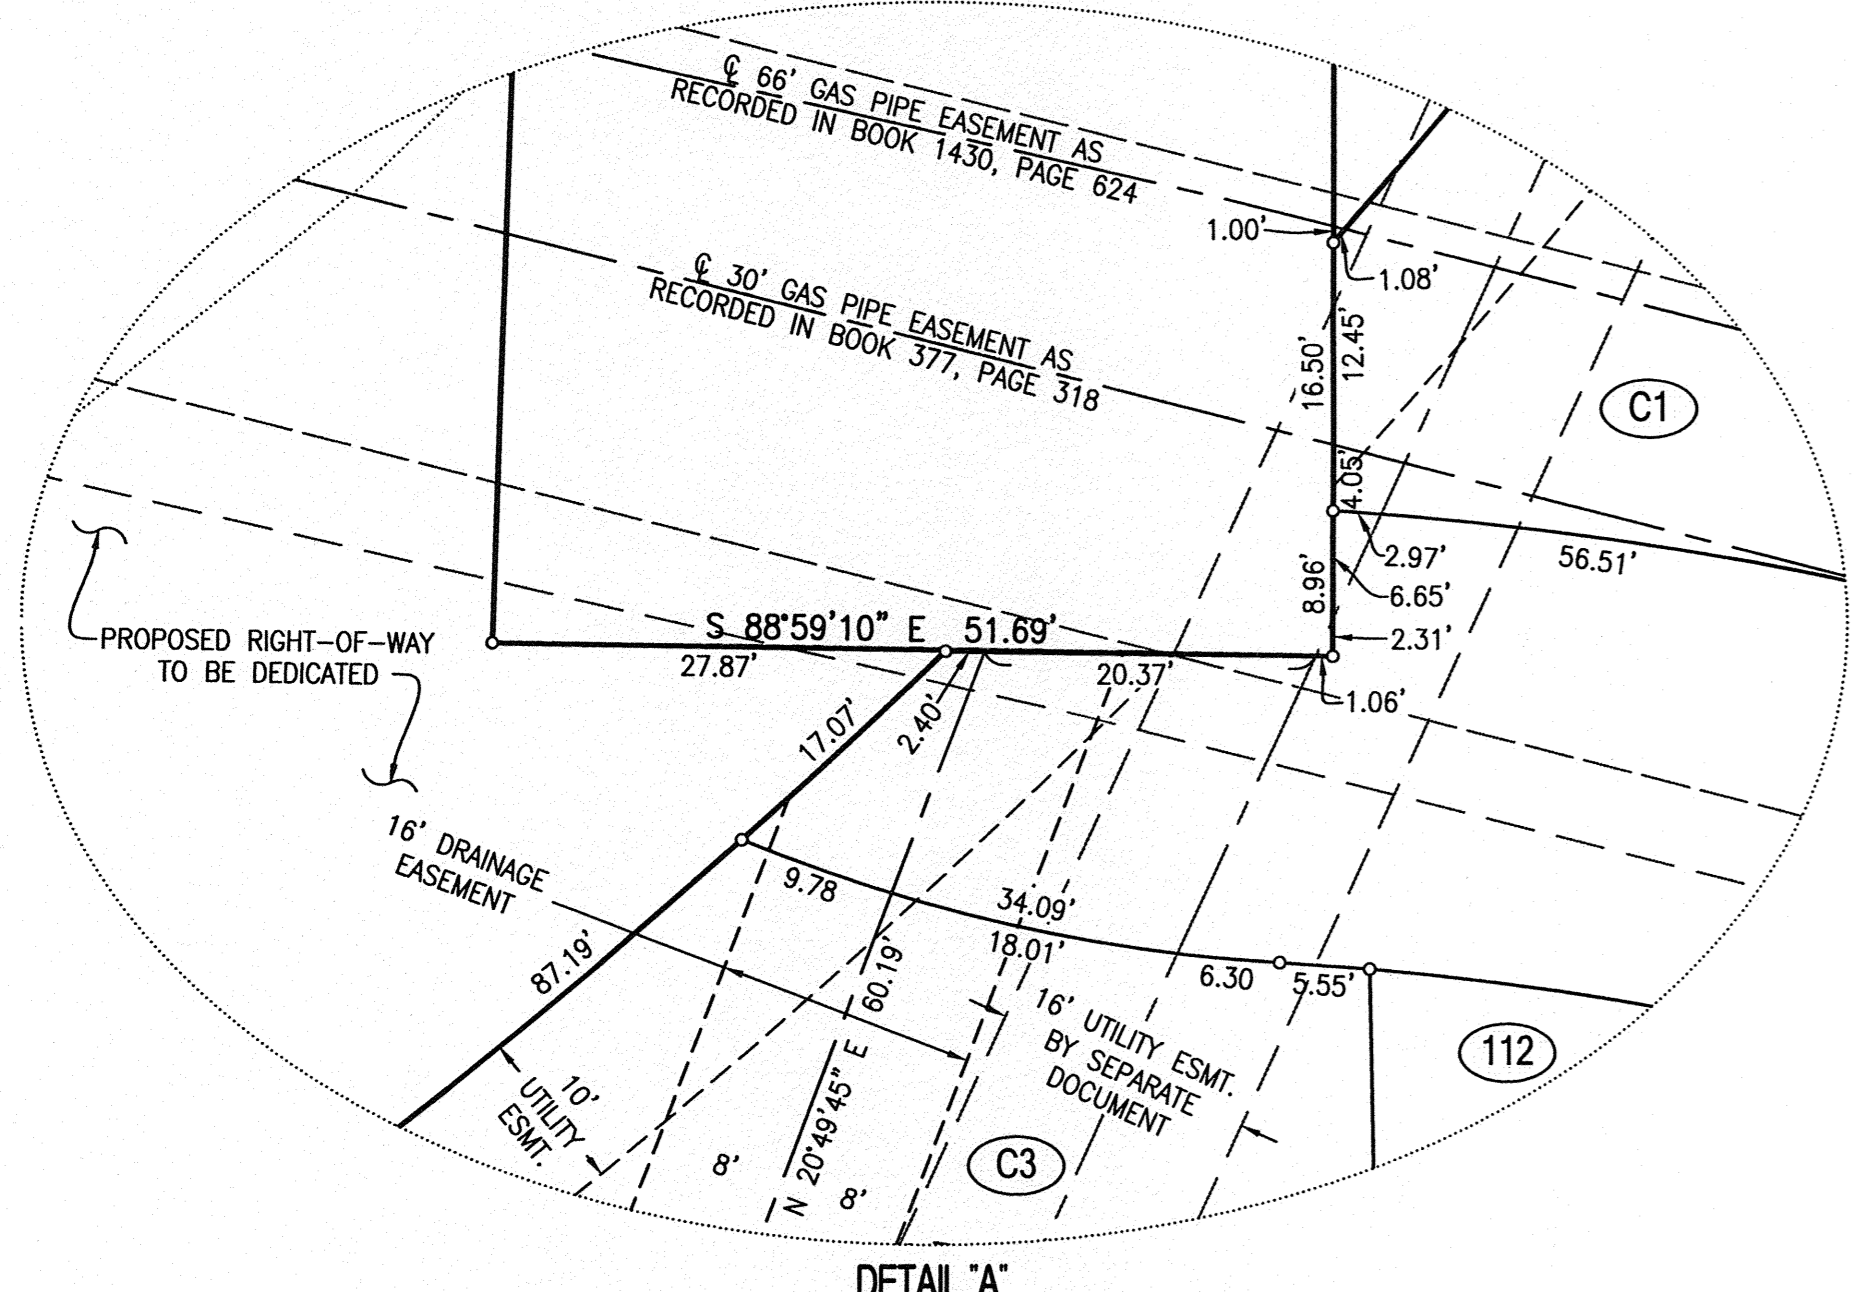 ℄ 66' GAS PIPE EASEMENT AS
RECORDED IN BOOK 1430, PAGE 624
1.00'
1.08'
℄ 30' GAS PIPE EASEMENT AS
RECORDED IN BOOK 377, PAGE 318
16.50'
12.45'
C1
4.05'
2.97'
56.51'
8.96'
6.65'
2.31'
PROPOSED RIGHT-OF-WAY
TO BE DEDICATED
S 88°59'10" E 51.69'
27.87'
20.37'
1.06'
17.07'
2.40'
16' DRAINAGE
EASEMENT
9.78
34.09'
18.01'
6.30
5.55'
87.19'
60.19'
16' UTILITY ESMT.
BY SEPARATE
DOCUMENT
112
10'
UTILITY
ESMT.
8'
N 20°49'45" E
8'
C3
DETAIL "A"